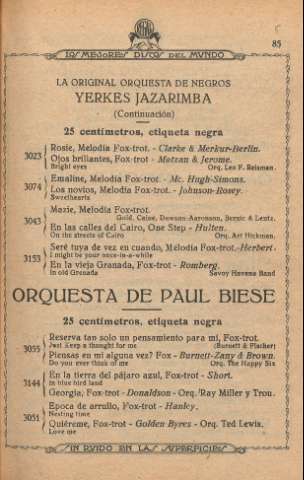 85
LOS MEJORES DISCOS DEL MUNDO
LA ORIGINAL ORQUESTA DE NEGROS
YERKES JAZARIMBA
(Continuación)
25 centímetros, etiqueta negra
3023 Rosie, Melodía Fox-trot. - Clarke & Merkur-Berlin.
Ojos brillantes, Fox-trot - Motzan & Jerome.
Bright eyes Orq. Leo F. Reisman.
3074 Emaline, Melodía Fox-trot. - Mc. Hugh-Simons.
Los novios, Melodía Fox-trot. - Johnson-Rosey.
Sweethearts
3043 Mazie, Melodía Fox-trot.
Gold, Caine, Dowson-Aaronson, Bernie & Lentz.
En las calles del Cairo, One Step - Hulten.
On the streets of Cairo Orq. Art Hickman.
3153 Seré tuya de vez en cuando, Melodía Fox-trot.-Herbert.
I might be your once-in-a-while
En la vieja Granada, Fox-trot - Romberg.
In old Grenada Savoy Havana Band
ORQUESTA DE PAUL BIESE
25 centímetros, etiqueta negra
3055 Reserva tan solo un pensamiento para mí, Fox-trot.
Just keep a thought for me (Burnett & Fischer)
Piensas en mi alguna vez? Fox - Burnett-Zany & Brown.
Do you ever think of me Orq. The Happy Six
3144 En la tierra del pájaro azul, Fox-trot - Short.
In blue bird land
Georgia, Fox-trot - Donaldson - Orq. Ray Miller y Trou.
3051 Epoca de arrullo, Fox-trot - Hanley.
Nesting time
Quiéreme, Fox-trot - Golden Byres - Orq. Ted Lewis.
Love me
SIN RUIDO EN LAS SUPERFICIES